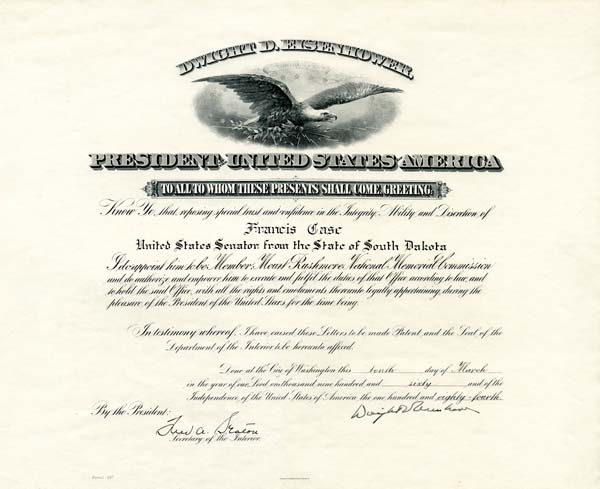 DWIGHT D. EISENHOWER,
PRESIDENT OF THE UNITED STATES OF AMERICA
TO ALL TO WHOM THESE PRESENTS SHALL COME, GREETING:
Know Ye, that reposing special trust and confidence in the Integrity, Ability and Discretion of
Francis Case
United States Senator from the State of South Dakota
I do appoint him to be Member, Mount Rushmore National Memorial Commission
and do authorize and empower him to execute and fulfil the duties of that Office according to law, and
to hold the said Office, with all the rights and emoluments thereunto legally appertaining, during the
pleasure of the President of the United States for the time being.
In testimony whereof, I have caused these Letters to be made Patent and the Seal of the
Department of the Interior to be hereunto affixed.
Done at the City of Washington this tenth day of March
in the year of our Lord one thousand nine hundred and sixty and of the
Independence of the United States of America the one hundred and eighty-fourth.
By the President:
Dwight D Eisenhower
Fred A. Seaton
Secretary of the Interior.